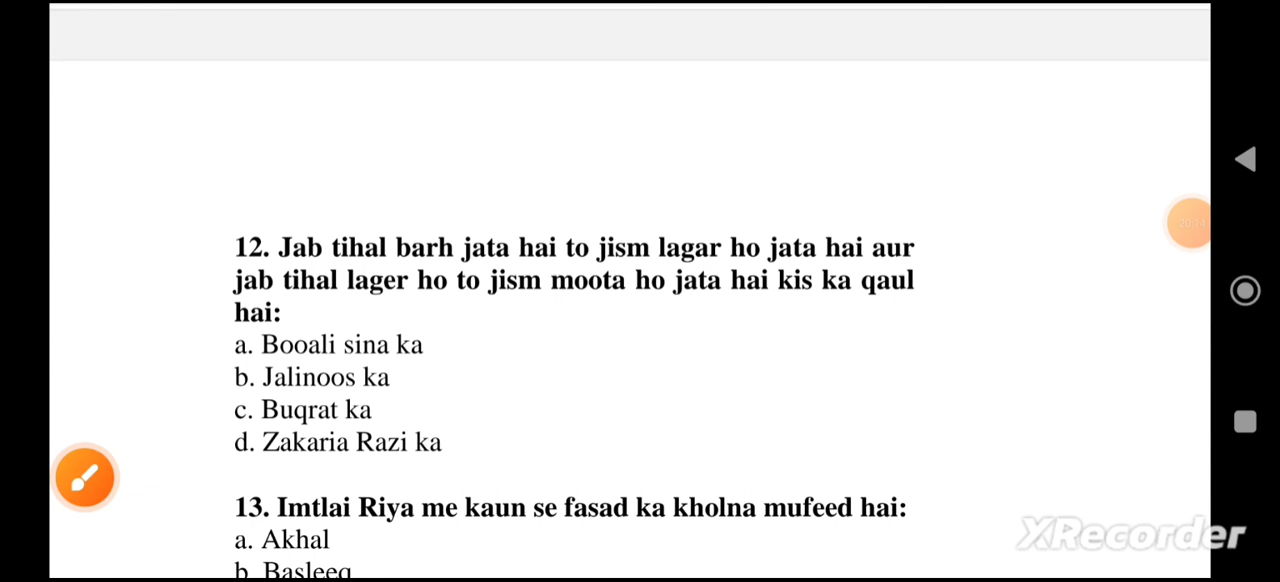 12. Jab tihal barh jata hai to jism lagar ho jata hai aur
jab tihal lager ho to jism moota ho jata hai kis ka qaul
hai:
a. Booali sina ka
b. Jalinoos ka
c. Buqrat ka
d. Zakaria Razi ka
13. Imtlai Riya me kaun se fasad ka kholna mufeed hai:
a. Akhal
b. Basleeq
XRecorder
20:14